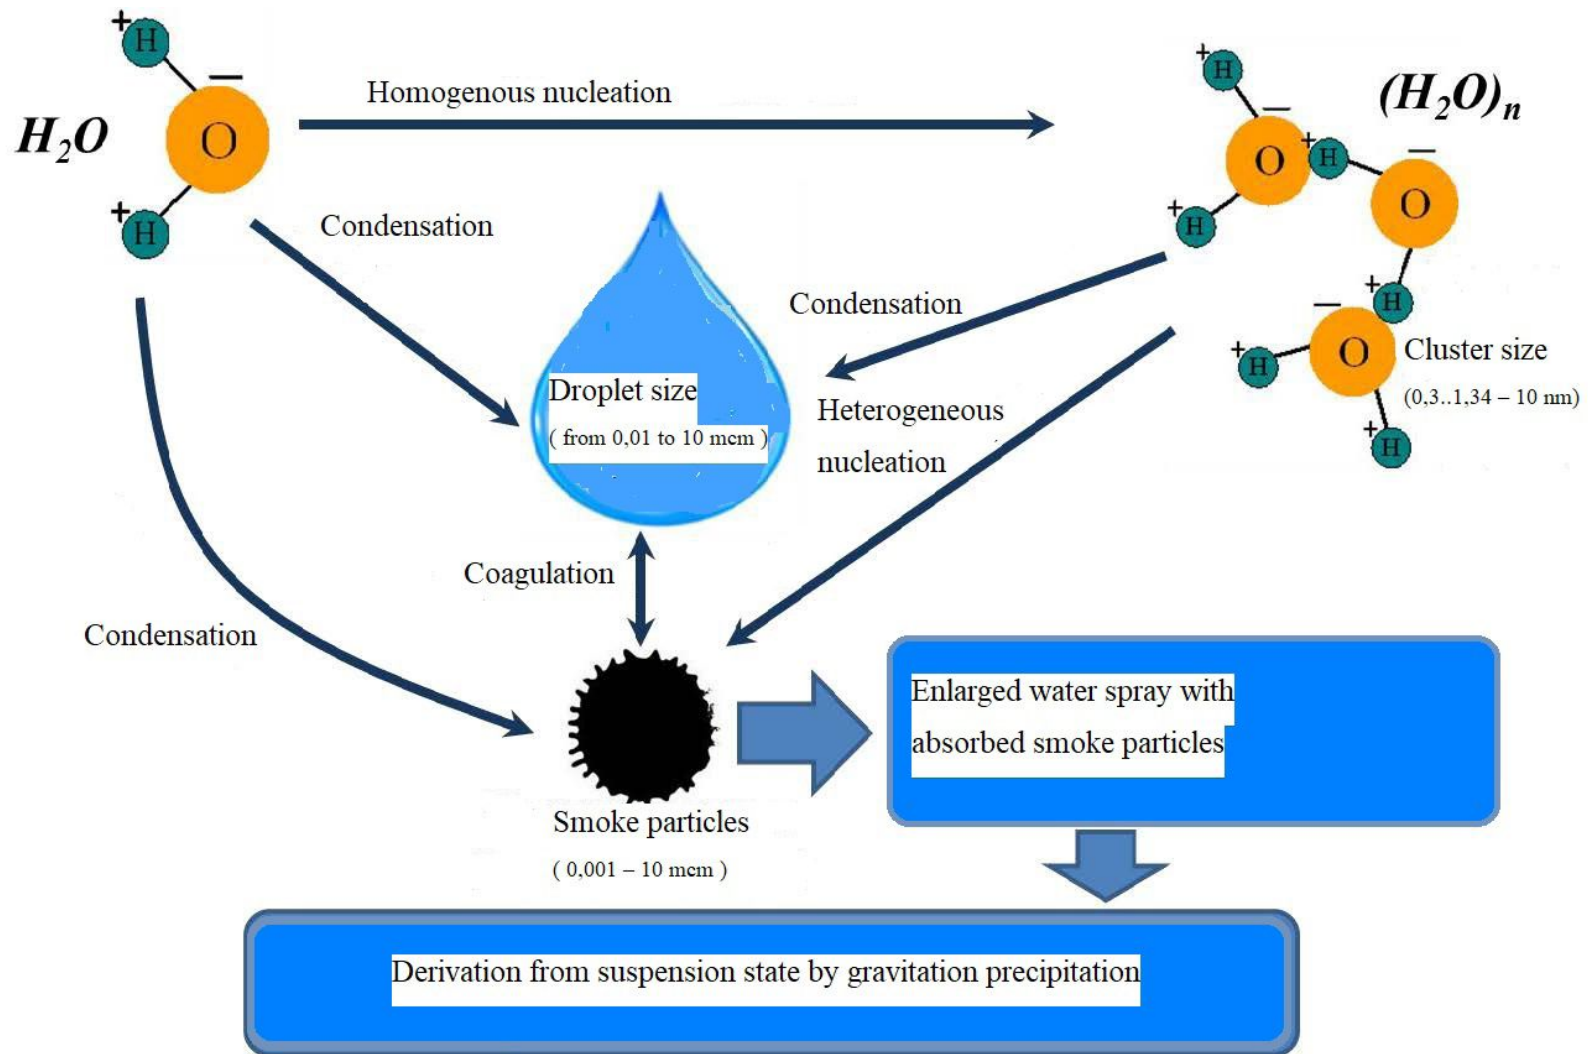 H
+
−
O
H₂O
+
H
Homogenous nucleation
(H₂O)ₙ
+
H
−
O
+
H
−
O
+
H
Condensation
Condensation
+
H
−
O
+
H
Cluster size
(0,3..1,34 – 10 nm)
+
H
Droplet size
( from 0,01 to 10 mcm )
Heterogeneous
nucleation
Coagulation
Condensation
Enlarged water spray with
absorbed smoke particles
Smoke particles
( 0,001 – 10 mcm )
Derivation from suspension state by gravitation precipitation